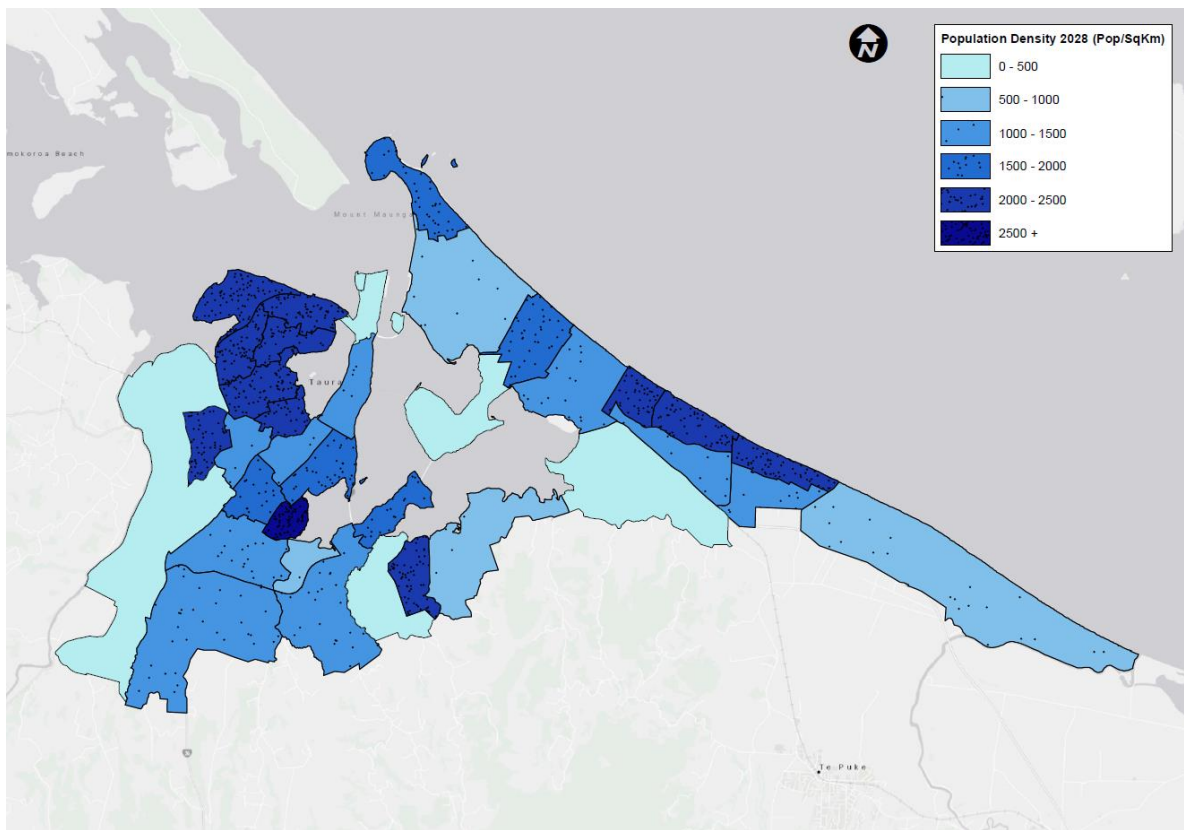 N
Population Density 2028 (Pop/SqKm)
0 - 500
500 - 1000
1000 - 1500
1500 - 2000
2000 - 2500
2500 +
mokoroa Beach
Mount Maunga
Taura
Te Puke